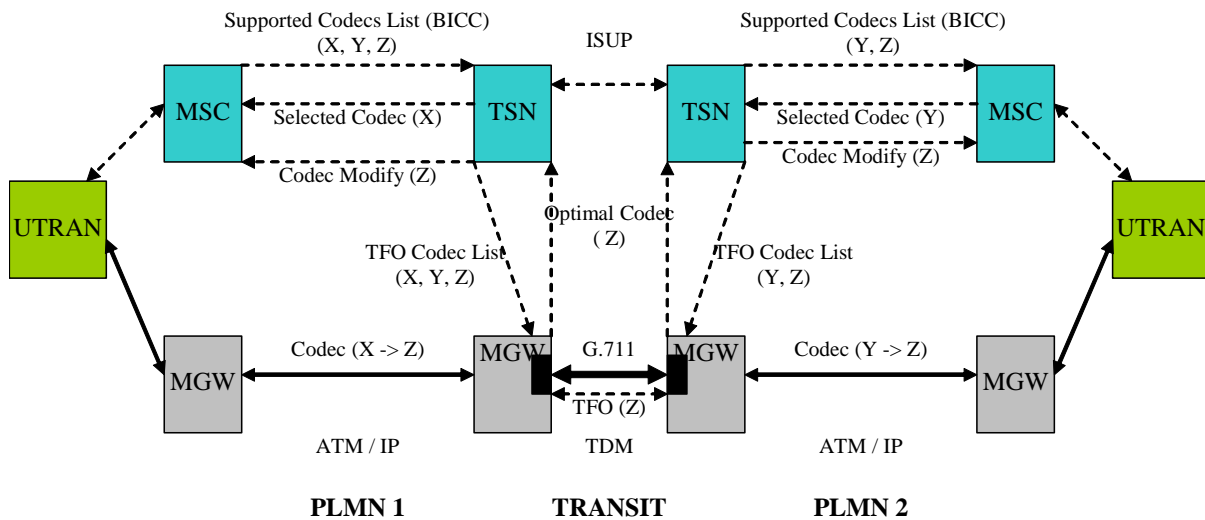 Supported Codecs List (BICC)
(X, Y, Z)
ISUP
Supported Codecs List (BICC)
(Y, Z)
MSC
Selected Codec (X)
TSN
TSN
Selected Codec (Y)
MSC
Codec Modify (Z)
Codec Modify (Z)
UTRAN
Optimal Codec
( Z)
UTRAN
TFO Codec List
(X, Y, Z)
TFO Codec List
(Y, Z)
MGW
Codec (X -> Z)
MGW
G.711
MGW
Codec (Y -> Z)
MGW
TFO (Z)
ATM / IP
TDM
ATM / IP
PLMN 1
TRANSIT
PLMN 2